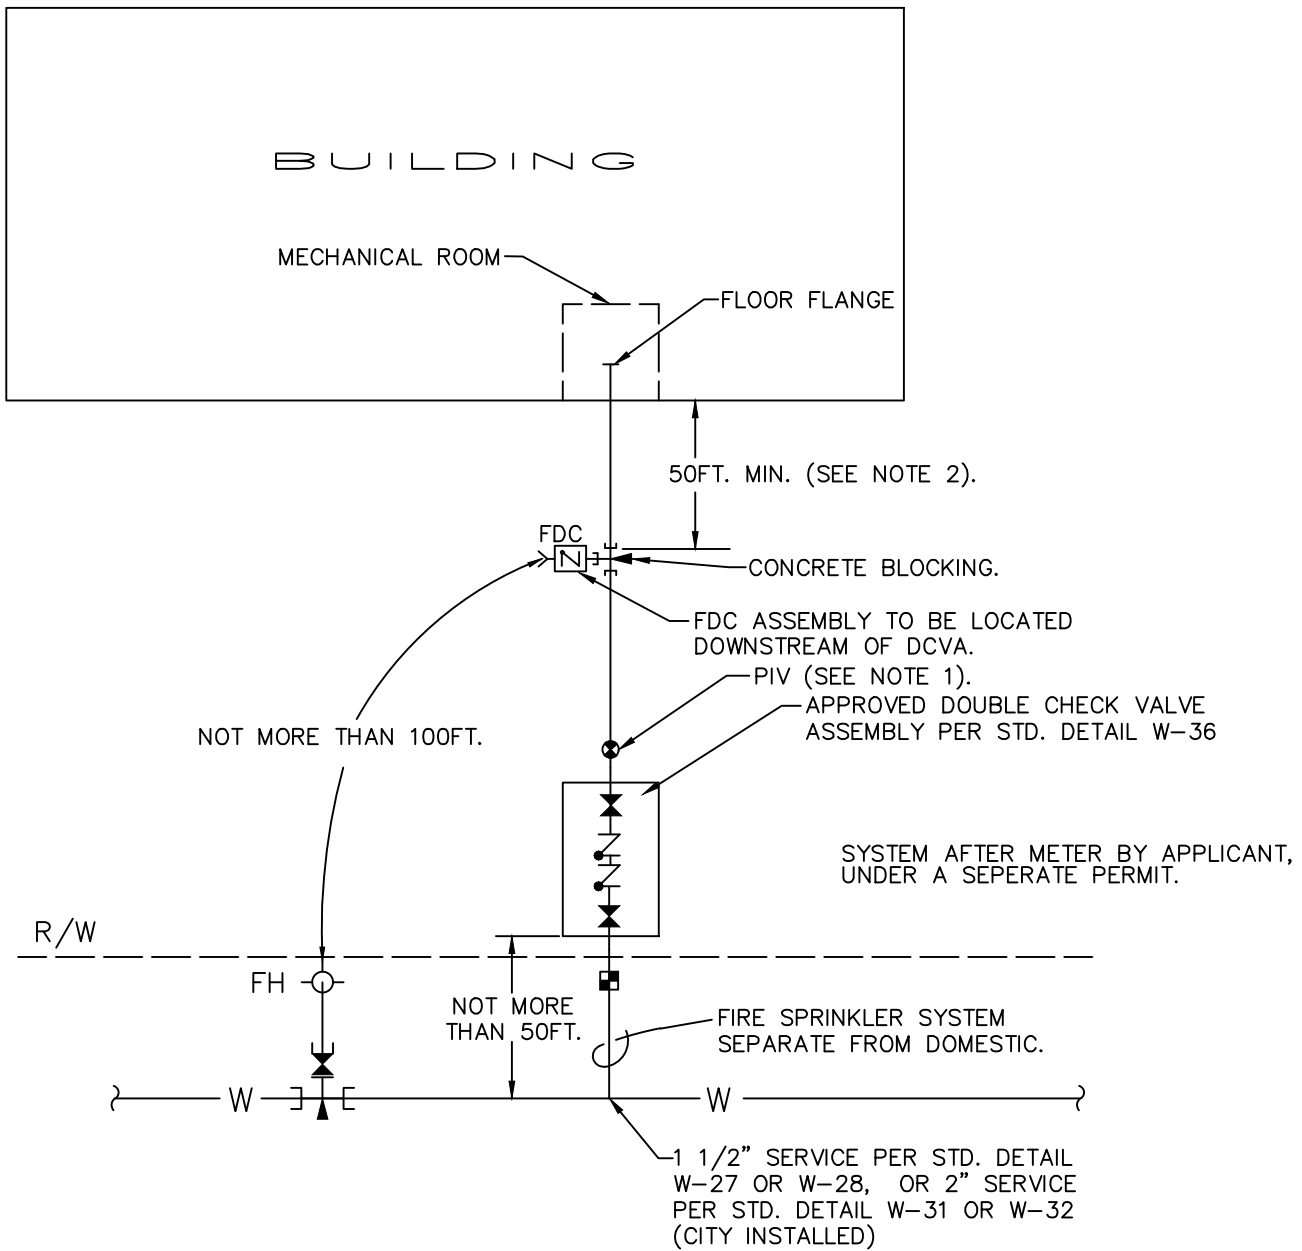 BUILDING
MECHANICAL ROOM
FLOOR FLANGE
50FT. MIN. (SEE NOTE 2).
FDC
CONCRETE BLOCKING.
FDC ASSEMBLY TO BE LOCATED
DOWNSTREAM OF DCVA.
PIV (SEE NOTE 1).
APPROVED DOUBLE CHECK VALVE
ASSEMBLY PER STD. DETAIL W-36
NOT MORE THAN 100FT.
SYSTEM AFTER METER BY APPLICANT,
UNDER A SEPERATE PERMIT.
R/W
FH
NOT MORE
THAN 50FT.
FIRE SPRINKLER SYSTEM
SEPARATE FROM DOMESTIC.
W
W
1 1/2" SERVICE PER STD. DETAIL
W-27 OR W-28, OR 2" SERVICE
PER STD. DETAIL W-31 OR W-32
(CITY INSTALLED)